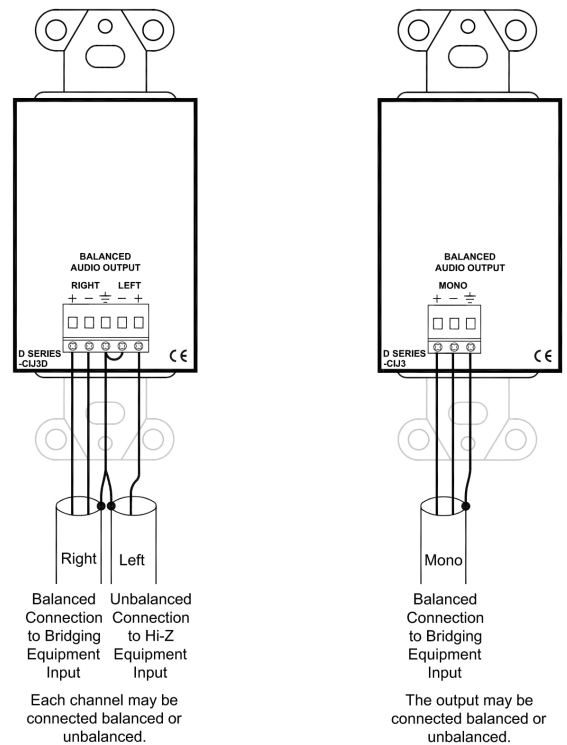 BALANCED
AUDIO OUTPUT
RIGHT LEFT
+ − ⏚ − +
D SERIES
-CIJ3D
CE
Right
Left
Balanced
Connection
to Bridging
Equipment
Input
Unbalanced
Connection
to Hi-Z
Equipment
Input
Each channel may be
connected balanced or
unbalanced.
BALANCED
AUDIO OUTPUT
MONO
+ − ⏚
D SERIES
-CIJ3
CE
Mono
Balanced
Connection
to Bridging
Equipment
Input
The output may be
connected balanced or
unbalanced.